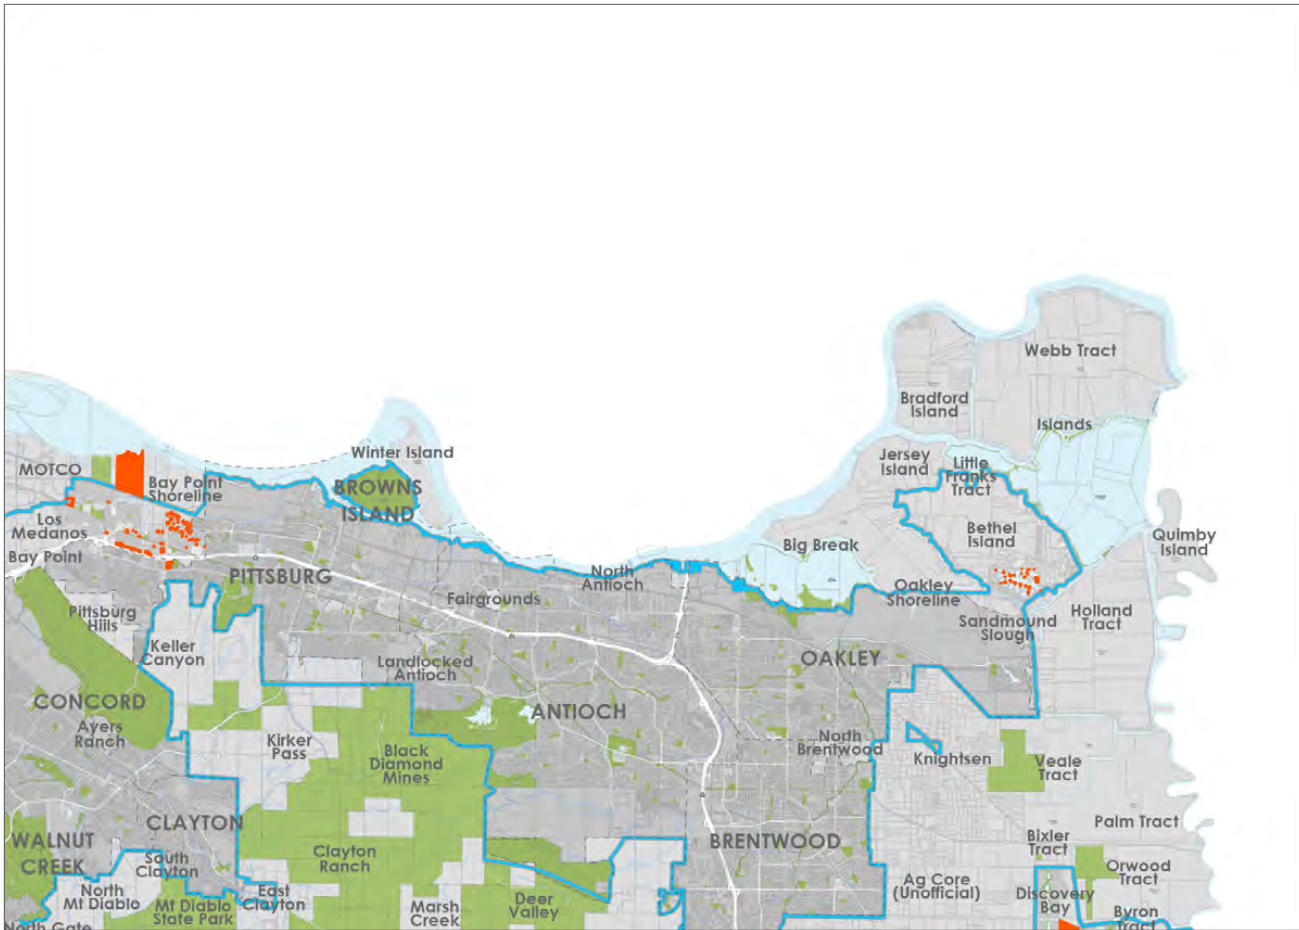 Webb Tract
Bradford
Island
Islands
Winter Island
Jersey
Island
Little
Franks
Tract
MOTCO
Bay Point
Shoreline
BROWNS
ISLAND
Los
Medanos
Bethel
Island
Quimby
Island
Bay Point
Big Break
PITTSBURG
North
Antioch
Fairgrounds
Oakley
Shoreline
Pittsburg
Hills
Sandmound
Slough
Holland
Tract
Keller
Canyon
Landlocked
Antioch
OAKLEY
CONCORD
Ayers
Ranch
ANTIOCH
Kirker
Pass
Black
Diamond
Mines
North
Brentwood
Knightsen
Veale
Tract
CLAYTON
Palm Tract
WALNUT
CREEK
BRENTWOOD
Bixler
Tract
South
Clayton
Clayton
Ranch
Orwood
Tract
North
Mt Diablo
Mt Diablo
State Park
East
Clayton
Marsh
Creek
Deer
Valley
Ag Core
(Unofficial)
Discovery
Bay
Byron
Tract
North Gate